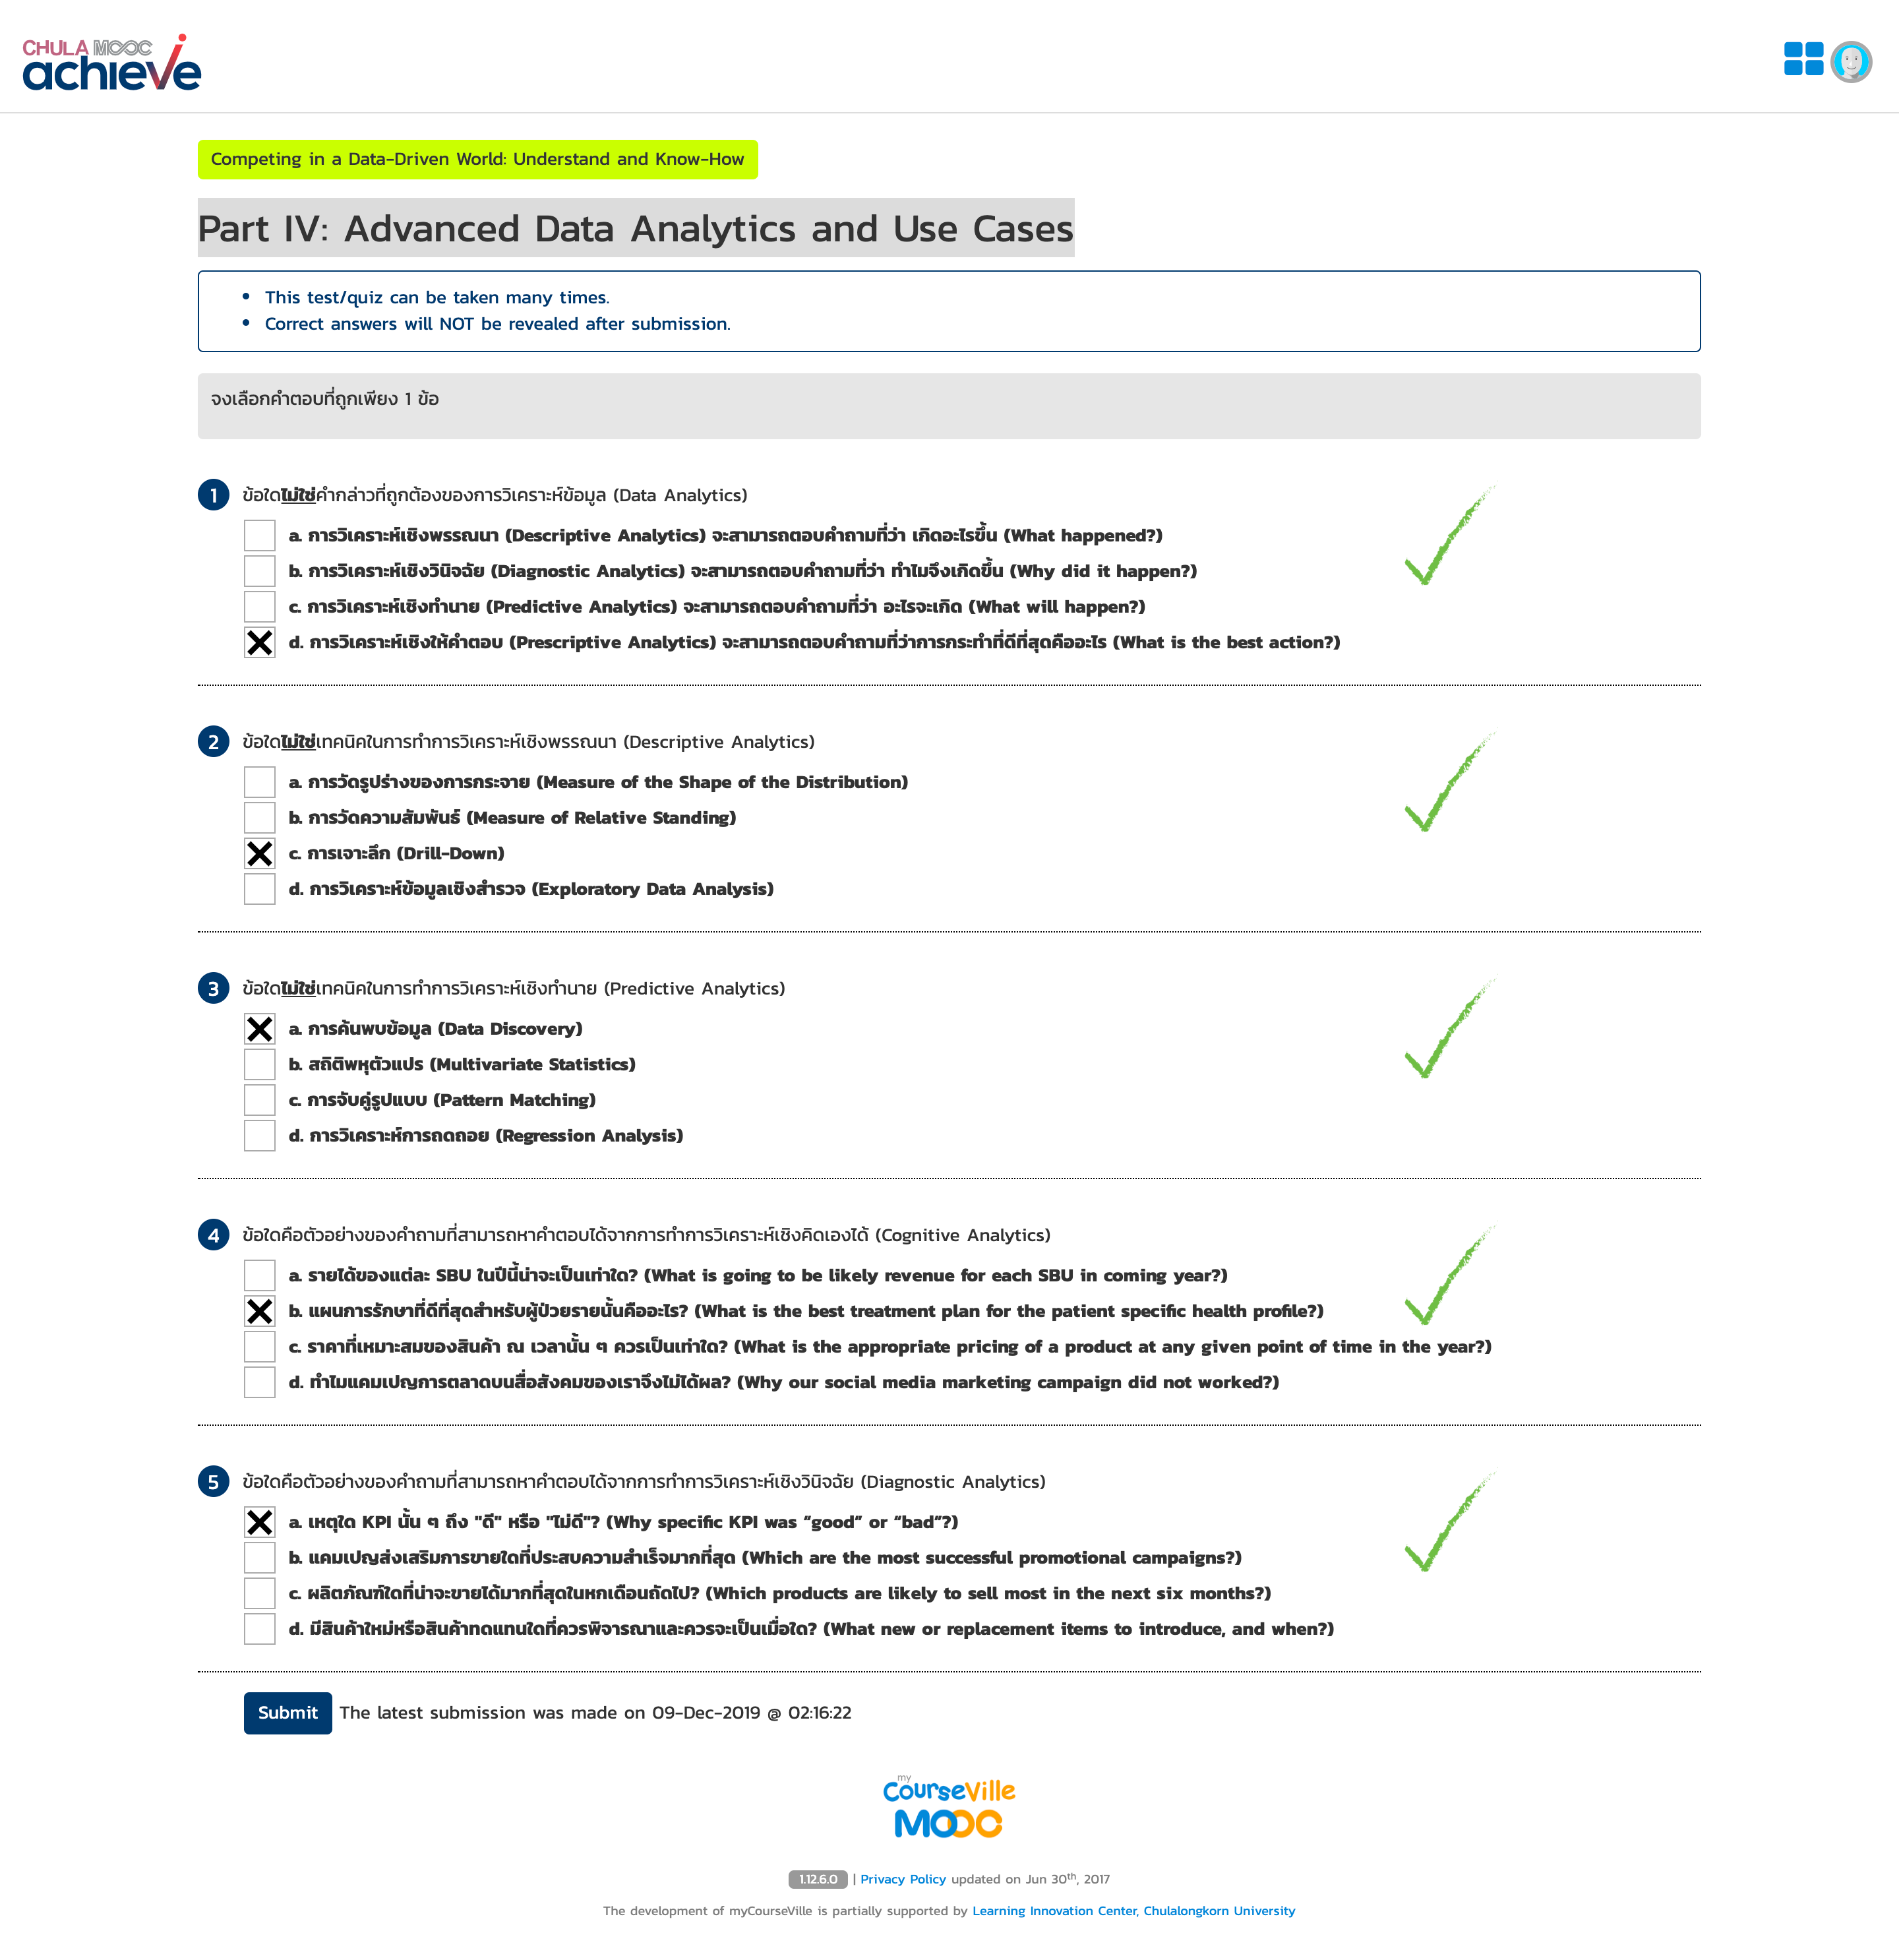 CHULA MOOC
achieve
Competing in a Data-Driven World: Understand and Know-How
Part IV: Advanced Data Analytics and Use Cases
• This test/quiz can be taken many times.
• Correct answers will NOT be revealed after submission.
จงเลือกคำตอบที่ถูกเพียง 1 ข้อ
1 ข้อใดไม่ใช่คำกล่าวที่ถูกต้องของการวิเคราะห์ข้อมูล (Data Analytics)
a. การวิเคราะห์เชิงพรรณนา (Descriptive Analytics) จะสามารถตอบคำถามที่ว่า เกิดอะไรขึ้น (What happened?)
b. การวิเคราะห์เชิงวินิจฉัย (Diagnostic Analytics) จะสามารถตอบคำถามที่ว่า ทำไมจึงเกิดขึ้น (Why did it happen?)
c. การวิเคราะห์เชิงทำนาย (Predictive Analytics) จะสามารถตอบคำถามที่ว่า อะไรจะเกิด (What will happen?)
d. การวิเคราะห์เชิงให้คำตอบ (Prescriptive Analytics) จะสามารถตอบคำถามที่ว่าการกระทำที่ดีที่สุดคืออะไร (What is the best action?)
2 ข้อใดไม่ใช่เทคนิคในการทำการวิเคราะห์เชิงพรรณนา (Descriptive Analytics)
a. การวัดรูปร่างของการกระจาย (Measure of the Shape of the Distribution)
b. การวัดความสัมพันธ์ (Measure of Relative Standing)
c. การเจาะลึก (Drill-Down)
d. การวิเคราะห์ข้อมูลเชิงสำรวจ (Exploratory Data Analysis)
3 ข้อใดไม่ใช่เทคนิคในการทำการวิเคราะห์เชิงทำนาย (Predictive Analytics)
a. การค้นพบข้อมูล (Data Discovery)
b. สถิติพหุตัวแปร (Multivariate Statistics)
c. การจับคู่รูปแบบ (Pattern Matching)
d. การวิเคราะห์การถดถอย (Regression Analysis)
4 ข้อใดคือตัวอย่างของคำถามที่สามารถหาคำตอบได้จากการทำการวิเคราะห์เชิงคิดเองได้ (Cognitive Analytics)
a. รายได้ของแต่ละ SBU ในปีนี้น่าจะเป็นเท่าใด? (What is going to be likely revenue for each SBU in coming year?)
b. แผนการรักษาที่ดีที่สุดสำหรับผู้ป่วยรายนั้นคืออะไร? (What is the best treatment plan for the patient specific health profile?)
c. ราคาที่เหมาะสมของสินค้า ณ เวลานั้น ๆ ควรเป็นเท่าใด? (What is the appropriate pricing of a product at any given point of time in the year?)
d. ทำไมแคมเปญการตลาดบนสื่อสังคมของเราจึงไม่ได้ผล? (Why our social media marketing campaign did not worked?)
5 ข้อใดคือตัวอย่างของคำถามที่สามารถหาคำตอบได้จากการทำการวิเคราะห์เชิงวินิจฉัย (Diagnostic Analytics)
a. เหตุใด KPI นั้น ๆ ถึง "ดี" หรือ "ไม่ดี"? (Why specific KPI was “good” or “bad”?)
b. แคมเปญส่งเสริมการขายใดที่ประสบความสำเร็จมากที่สุด (Which are the most successful promotional campaigns?)
c. ผลิตภัณฑ์ใดที่น่าจะขายได้มากที่สุดในหกเดือนถัดไป? (Which products are likely to sell most in the next six months?)
d. มีสินค้าใหม่หรือสินค้าทดแทนใดที่ควรพิจารณาและควรจะเป็นเมื่อใด? (What new or replacement items to introduce, and when?)
Submit The latest submission was made on 09-Dec-2019 @ 02:16:22
my
CourseVille
MOOC
1.12.6.0 | Privacy Policy updated on Jun 30th, 2017
The development of myCourseVille is partially supported by Learning Innovation Center, Chulalongkorn University